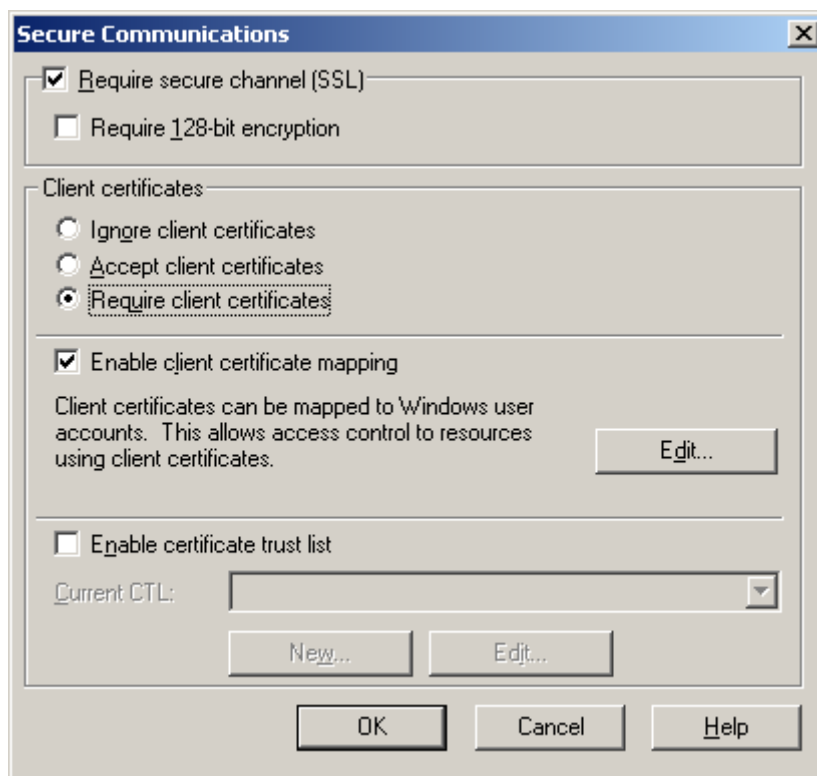 Secure Communications
Require secure channel (SSL)
Require 128-bit encryption
Client certificates
Ignore client certificates
Accept client certificates
Require client certificates
Enable client certificate mapping
Client certificates can be mapped to Windows user
accounts. This allows access control to resources
using client certificates.
Edit...
Enable certificate trust list
Current CTL:
New...
Edit...
OK
Cancel
Help